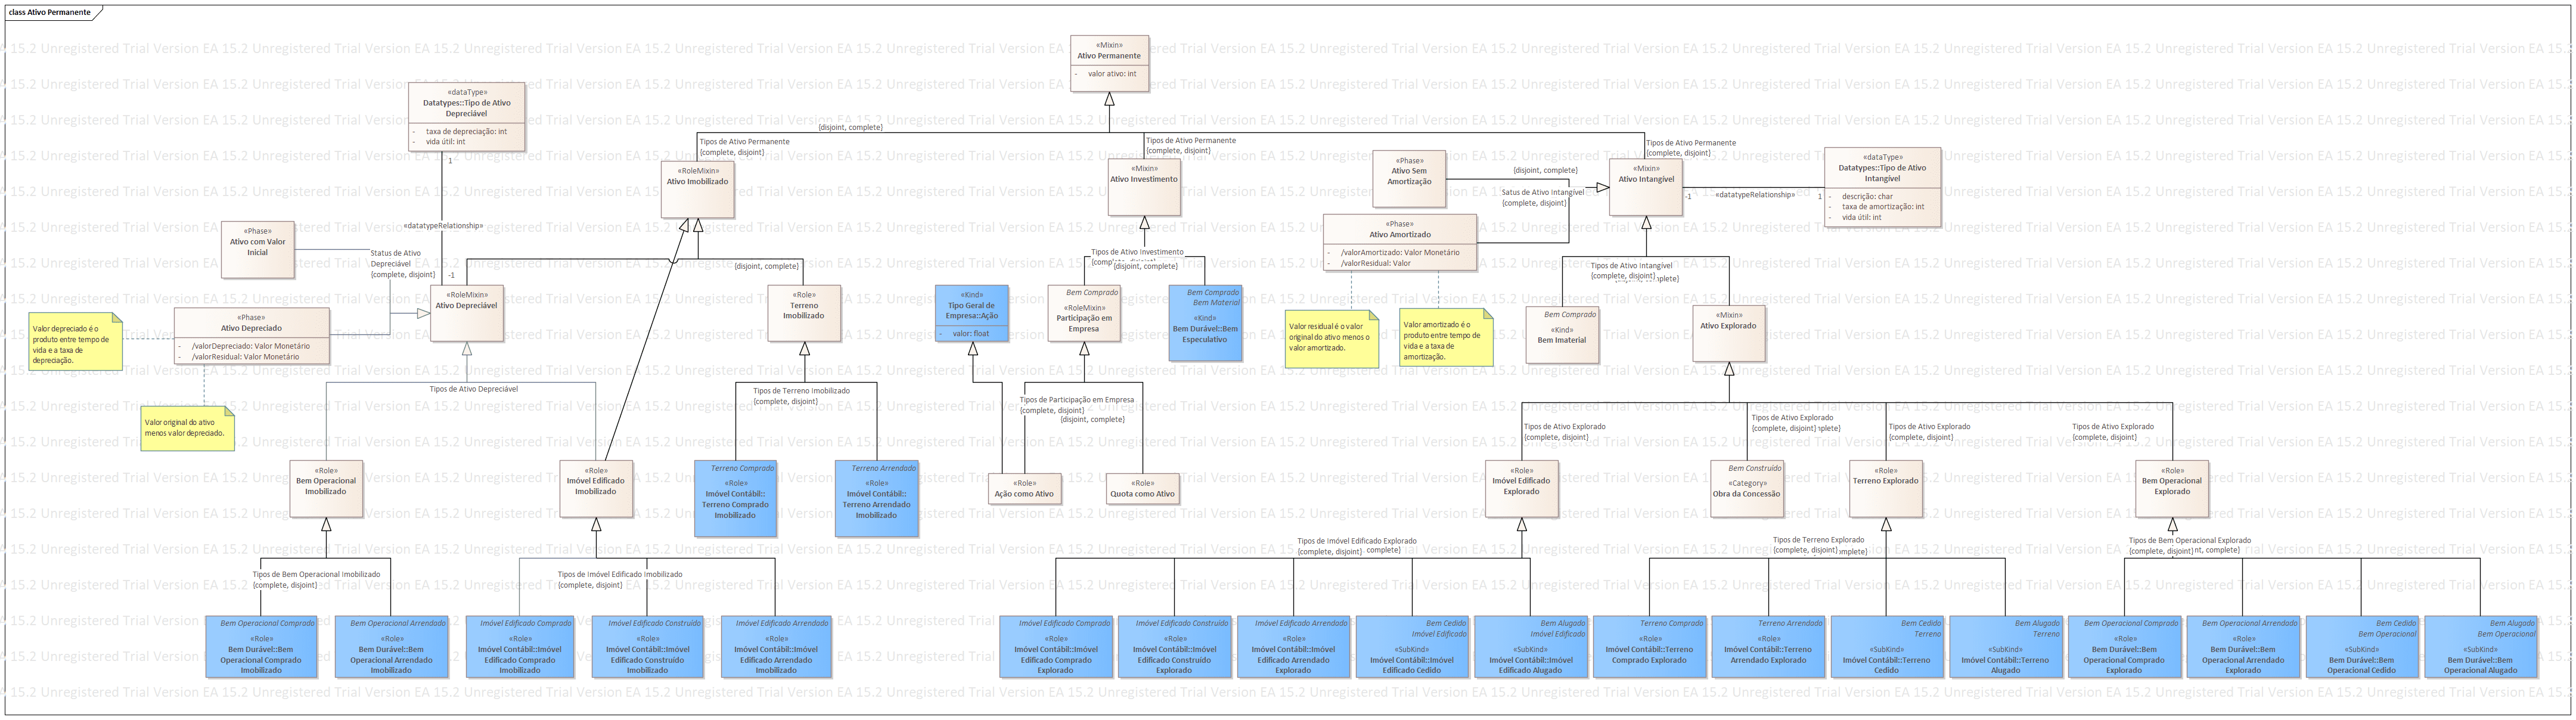 class Ativo Permanente
EA 15.2 Unregistered Trial Version
«Mixin»
Ativo Permanente
- valor ativo: int
{disjoint, complete}
Tipos de Ativo Permanente
{complete, disjoint}
Tipos de Ativo Permanente
{complete, disjoint}
Tipos de Ativo Permanente
{complete, disjoint}
«dataType»
Datatypes::Tipo de Ativo
Depreciável
- taxa de depreciação: int
- vida útil: int
1
«datatypeRelationship»
-1
«RoleMixin»
Ativo Imobilizado
«Mixin»
Ativo Investimento
«Phase»
Ativo Sem
Amortização
{disjoint, complete}
Satus de Ativo Intangível
{complete, disjoint}
«Mixin»
Ativo Intangível
-1
«datatypeRelationship»
1
«dataType»
Datatypes::Tipo de Ativo
Intangível
- descrição: char
- taxa de amortização: int
- vida útil: int
«Phase»
Ativo Amortizado
- /valorAmortizado: Valor Monetário
- /valorResidual: Valor
«Phase»
Ativo com Valor
Inicial
Status de Ativo
Depreciável
{complete, disjoint}
«RoleMixin»
Ativo Depreciável
{disjoint, complete}
«Role»
Terreno
Imobilizado
Tipos de Ativo Investimento
{disjoint, complete}
«Kind»
Tipo Geral de
Empresa::Ação
- valor: float
Bem Comprado
«RoleMixin»
Participação em
Empresa
Bem Comprado
Bem Material
«Kind»
Bem Durável::Bem
Especulativo
Tipos de Ativo Intangível
{complete, disjoint}
Bem Comprado
«Kind»
Bem Imaterial
«Mixin»
Ativo Explorado
«Phase»
Ativo Depreciado
- /valorDepreciado: Valor Monetário
- /valorResidual: Valor Monetário
Valor depreciado é o
produto entre tempo de
vida e a taxa de
depreciação.
Valor original do ativo
menos valor depreciado.
Valor residual é o valor
original do ativo menos o
valor amortizado.
Valor amortizado é o
produto entre tempo de
vida e a taxa de
amortização.
Tipos de Ativo Depreciável
Tipos de Terreno Imobilizado
{complete, disjoint}
Tipos de Participação em Empresa
{complete, disjoint}
{disjoint, complete}
Tipos de Ativo Explorado
{complete, disjoint}
Tipos de Ativo Explorado
{complete, disjoint}
Tipos de Ativo Explorado
{complete, disjoint}
Tipos de Ativo Explorado
{complete, disjoint}
«Role»
Bem Operacional
Imobilizado
«Role»
Imóvel Edificado
Imobilizado
Terreno Comprado
«Role»
Imóvel Contábil::
Terreno Comprado
Imobilizado
Terreno Arrendado
«Role»
Imóvel Contábil::
Terreno Arrendado
Imobilizado
«Role»
Ação como Ativo
«Role»
Quota como Ativo
«Role»
Imóvel Edificado
Explorado
Bem Construído
«Category»
Obra da Concessão
«Role»
Terreno Explorado
«Role»
Bem Operacional
Explorado
Tipos de Bem Operacional Imobilizado
{complete, disjoint}
Tipos de Imóvel Edificado Imobilizado
{complete, disjoint}
Tipos de Imóvel Edificado Explorado
{complete, disjoint} complete}
Tipos de Terreno Explorado
{complete, disjoint}
Tipos de Bem Operacional Explorado
{complete, disjoint} nt, complete}
Bem Operacional Comprado
«Role»
Bem Durável::Bem
Operacional Comprado
Imobilizado
Bem Operacional Arrendado
«Role»
Bem Durável::Bem
Operacional Arrendado
Imobilizado
Imóvel Edificado Comprado
«Role»
Imóvel Contábil::Imóvel
Edificado Comprado
Imobilizado
Imóvel Edificado Construído
«Role»
Imóvel Contábil::Imóvel
Edificado Construído
Imobilizado
Imóvel Edificado Arrendado
«Role»
Imóvel Contábil::Imóvel
Edificado Arrendado
Imobilizado
Imóvel Edificado Comprado
«Role»
Imóvel Contábil::Imóvel
Edificado Comprado
Explorado
Imóvel Edificado Construído
«Role»
Imóvel Contábil::Imóvel
Edificado Construído
Explorado
Imóvel Edificado Arrendado
«Role»
Imóvel Contábil::Imóvel
Edificado Arrendado
Explorado
Bem Cedido
Imóvel Edificado
«SubKind»
Imóvel Contábil::Imóvel
Edificado Cedido
Bem Alugado
Imóvel Edificado
«SubKind»
Imóvel Contábil::Imóvel
Edificado Alugado
Terreno Comprado
«Role»
Imóvel Contábil::Terreno
Comprado Explorado
Terreno Arrendado
«Role»
Imóvel Contábil::Terreno
Arrendado Explorado
Bem Cedido
Terreno
«SubKind»
Imóvel Contábil::Terreno
Cedido
Bem Alugado
Terreno
«SubKind»
Imóvel Contábil::Terreno
Alugado
Bem Operacional Comprado
«Role»
Bem Durável::Bem
Operacional Comprado
Explorado
Bem Operacional Arrendado
«Role»
Bem Durável::Bem
Operacional Arrendado
Explorado
Bem Cedido
Bem Operacional
«SubKind»
Bem Durável::Bem
Operacional Cedido
Bem Alugado
Bem Operacional
«SubKind»
Bem Durável::Bem
Operacional Alugado